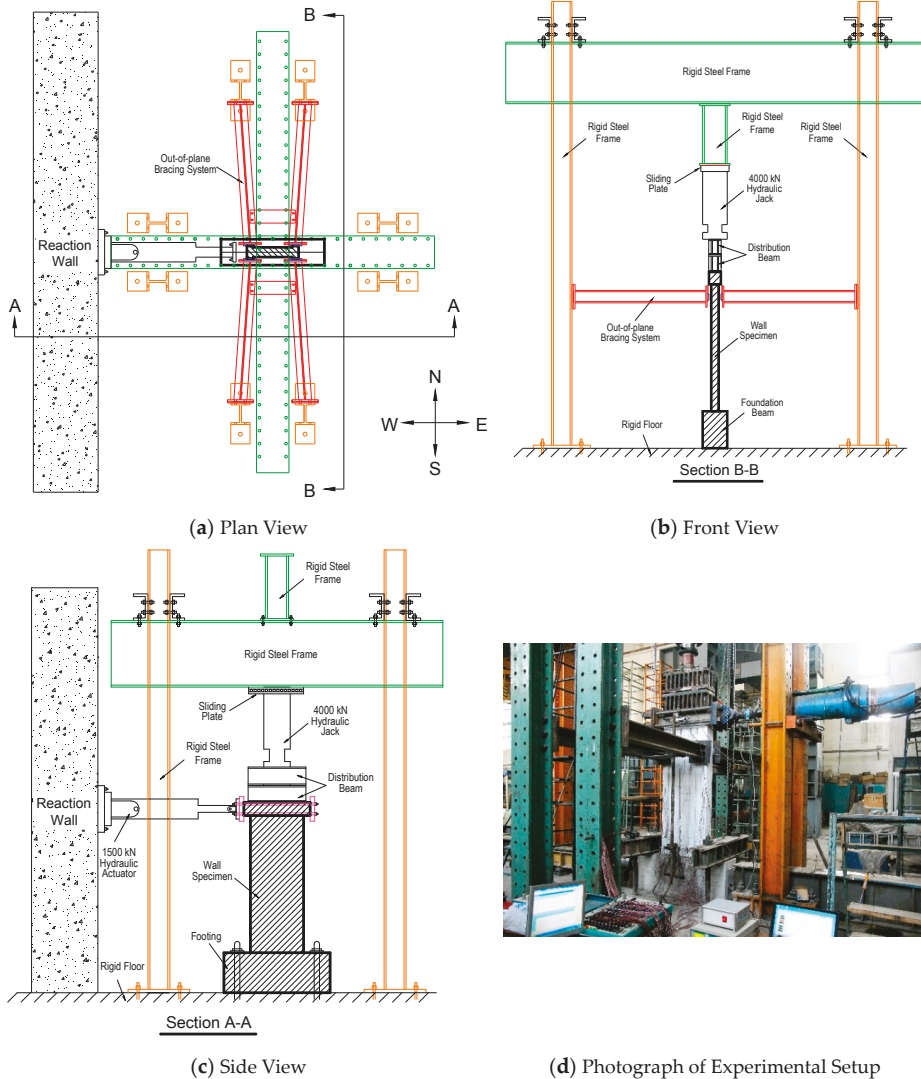 B
B
Out-of-plane
Bracing System
Reaction
Wall
A
A
N
W
E
S
B
B
(a) Plan View
Rigid Steel Frame
Rigid Steel
Frame
Rigid Steel
Frame
Rigid Steel
Frame
Sliding
Plate
4000 kN
Hydraulic
Jack
Distribution
Beam
Out-of-plane
Bracing System
Wall
Specimen
Foundation
Beam
Rigid Floor
Section B-B
(b) Front View
Rigid Steel
Frame
Rigid Steel Frame
Sliding
Plate
4000 kN
Hydraulic
Jack
Rigid Steel
Frame
Distribution
Beam
Reaction
Wall
1500 kN
Hydraulic
Actuator
Wall
Specimen
Footing
Rigid Floor
Section A-A
(c) Side View
(d) Photograph of Experimental Setup